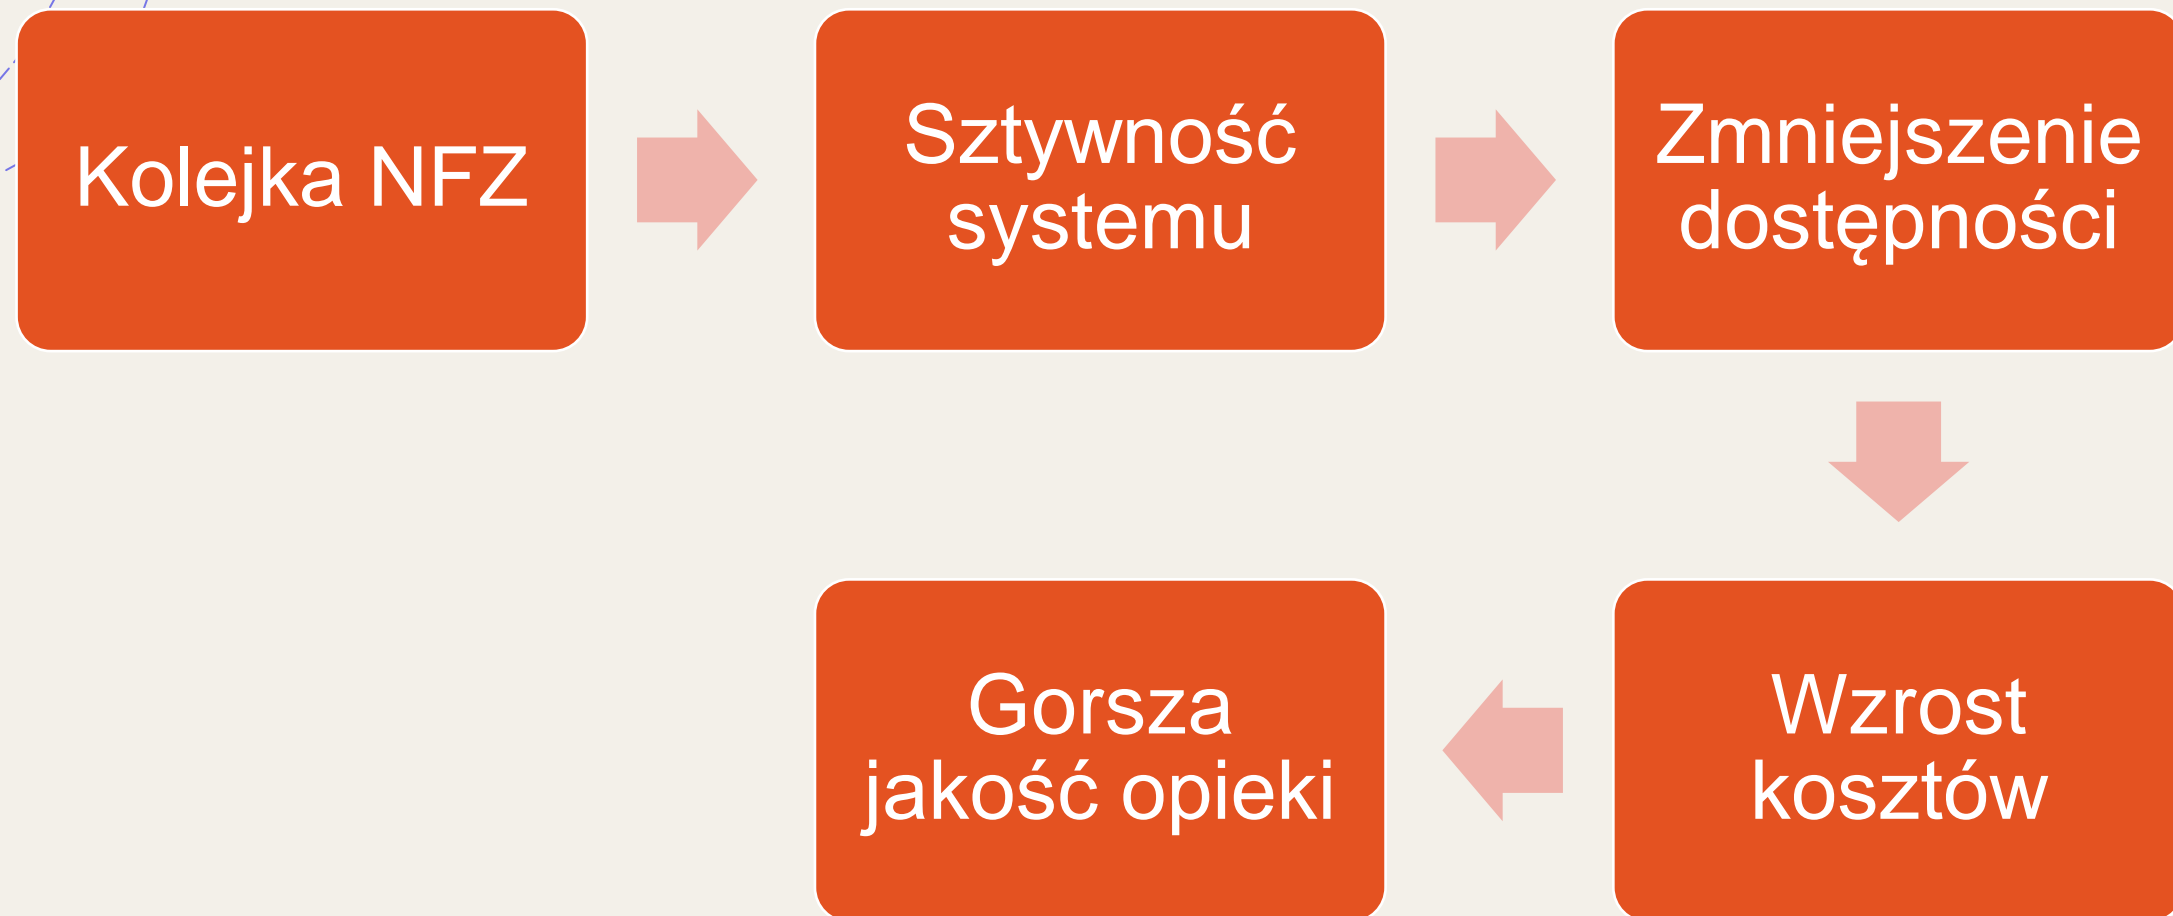 Kolejka NFZ
Sztywność
systemu
Zmniejszenie
dostępności
Wzrost
kosztów
Gorsza
jakość opieki